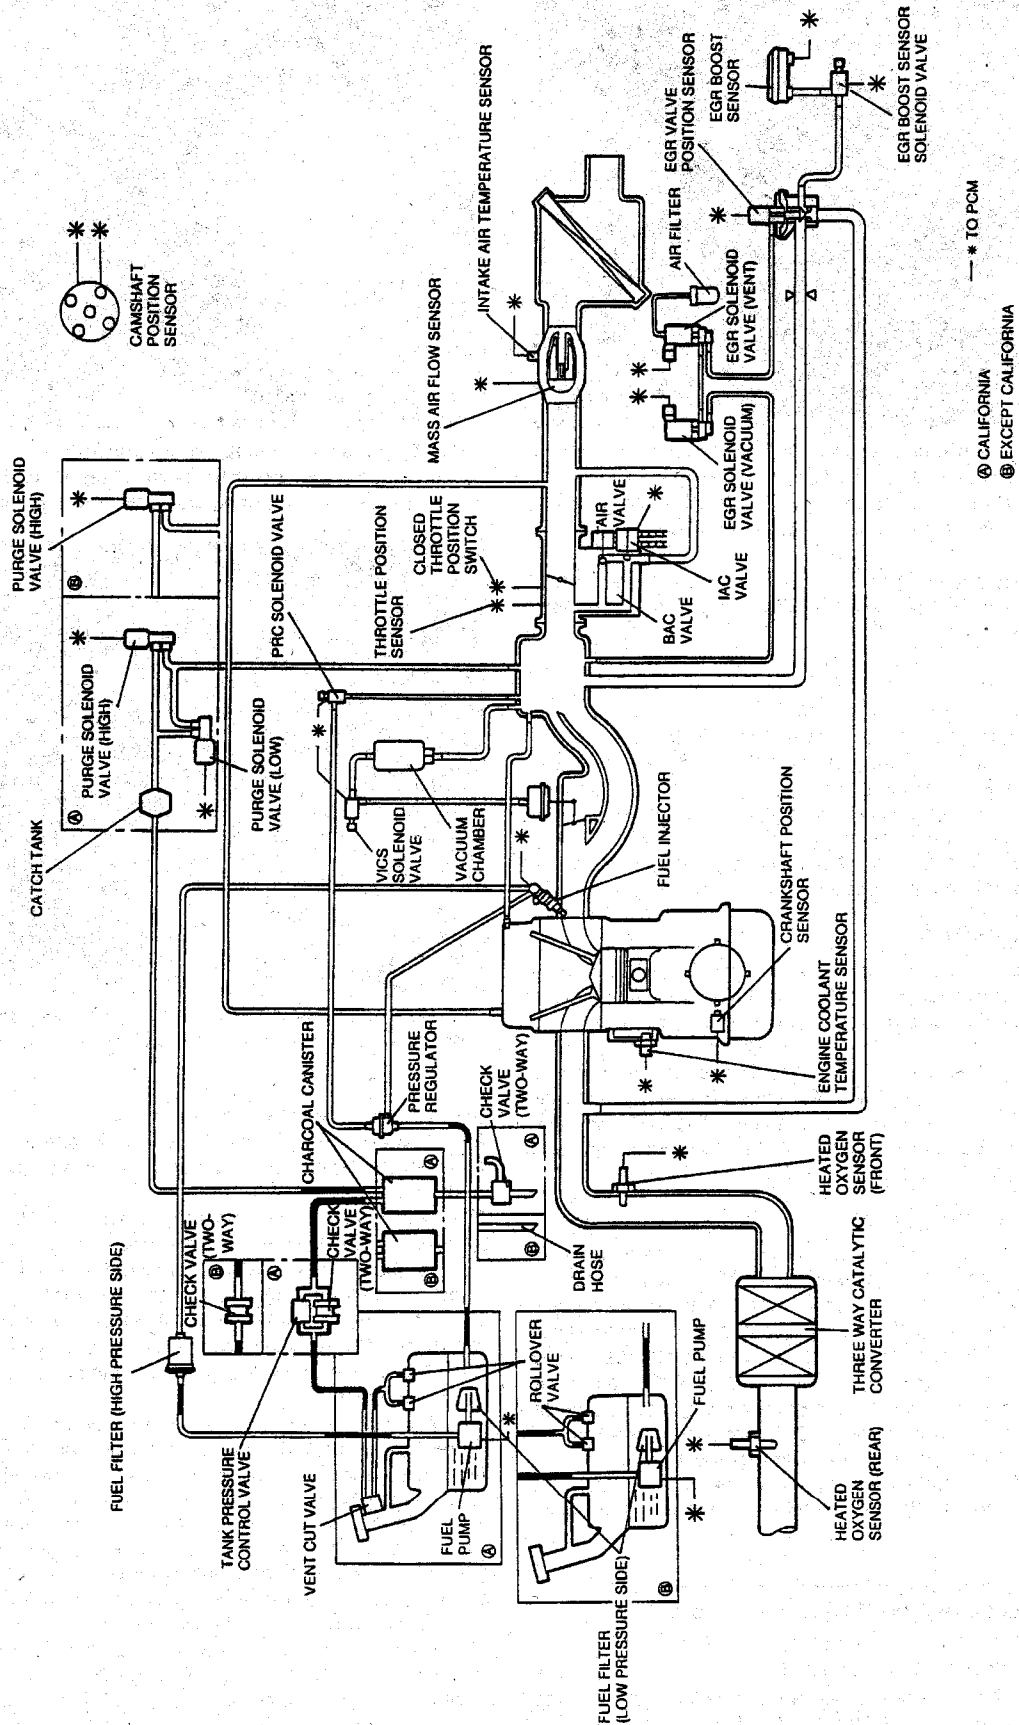 CAMSHAFT
POSITION
SENSOR
PURGE SOLENOID
VALVE (HIGH)
Ⓑ
PURGE SOLENOID
VALVE (HIGH)
Ⓐ
PURGE SOLENOID
VALVE (LOW)
CATCH TANK
FUEL FILTER (HIGH PRESSURE SIDE)
CHECK VALVE
(TWO-
WAY)
Ⓑ
Ⓐ
CHECK
VALVE
(TWO-WAY)
TANK PRESSURE
CONTROL VALVE
VENT CUT VALVE
CHARCOAL CANISTER
Ⓐ
Ⓑ
PRESSURE
REGULATOR
CHECK
VALVE
(TWO-WAY)
Ⓐ
Ⓑ
DRAIN
HOSE
FUEL
PUMP
Ⓐ
ROLLOVER
VALVE
FUEL PUMP
Ⓑ
FUEL FILTER
(LOW PRESSURE SIDE)
PRC SOLENOID VALVE
VICS
SOLENOID
VALVE
VACUUM
CHAMBER
THROTTLE POSITION
SENSOR
CLOSED
THROTTLE
POSITION
SWITCH
MASS AIR FLOW SENSOR
INTAKE AIR TEMPERATURE SENSOR
AIR
VALVE
IAC
VALVE
BAC
VALVE
AIR FILTER
EGR SOLENOID
VALVE (VENT)
EGR SOLENOID
VALVE (VACUUM)
EGR VALVE
POSITION SENSOR
EGR BOOST
SENSOR
EGR BOOST SENSOR
SOLENOID VALVE
FUEL INJECTOR
CRANKSHAFT POSITION
SENSOR
ENGINE COOLANT
TEMPERATURE SENSOR
HEATED
OXYGEN
SENSOR
(FRONT)
THREE WAY CATALYTIC
CONVERTER
HEATED
OXYGEN
SENSOR (REAR)
— * TO PCM
Ⓐ CALIFORNIA
Ⓑ EXCEPT CALIFORNIA